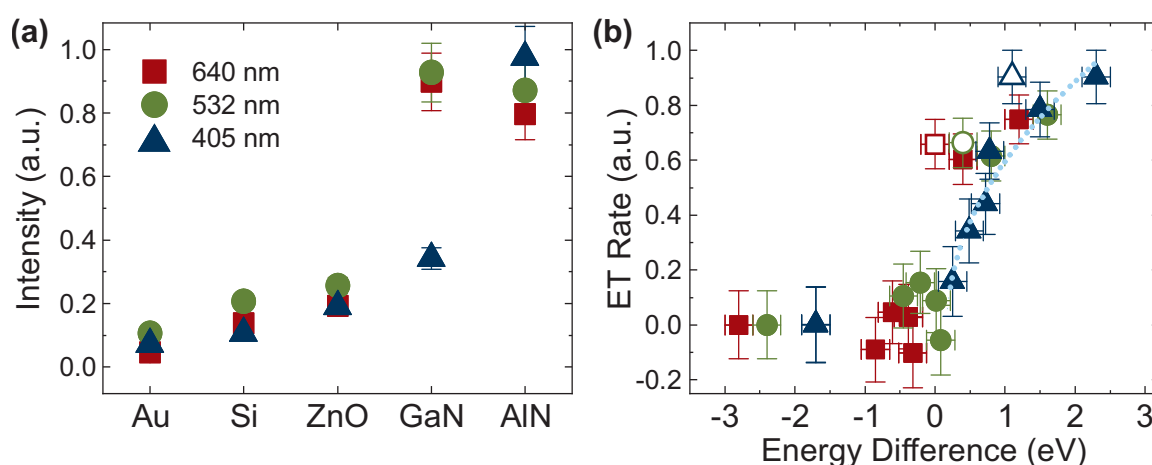 (a)
Intensity (a.u.)
1.0
0.8
0.6
0.4
0.2
0.0
640 nm
532 nm
405 nm
Au Si ZnO GaN AlN
(b)
ET Rate (a.u.)
1.0
0.8
0.6
0.4
0.2
0.0
-0.2
-3 -2 -1 0 1 2 3
Energy Difference (eV)